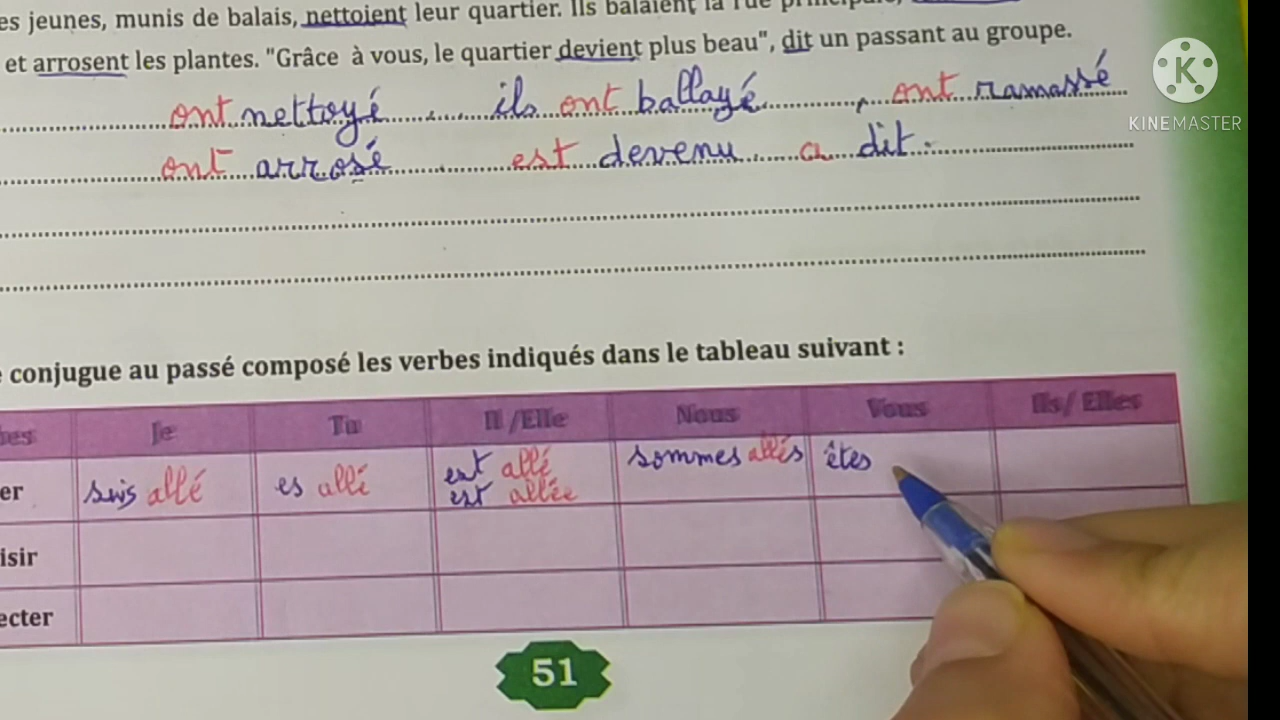 es jeunes, munis de balais, nettoient leur quartier. Ils balaient la rue principale,
et arrosent les plantes. "Grâce à vous, le quartier devient plus beau", dit un passant au groupe.
ont nettoyé , ils ont ballayé , ont ramassé
ont arrosé est devenu a dit.
conjugue au passé composé les verbes indiqués dans le tableau suivant :
bes Je Tu Il /Elle Nous Vous Ils/ Elles
er suis allé es allé est allé sommes allés êtes
est allée
isir
ecter
51
K
KINEMASTER